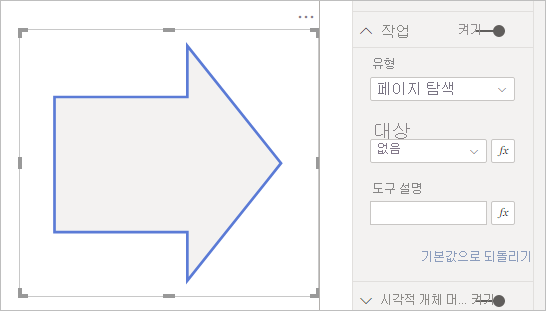 작업 켜기
유형
페이지 탐색
대상
없음 fx
도구 설명
fx
기본값으로 되돌리기
시각적 개체 머... 켜기